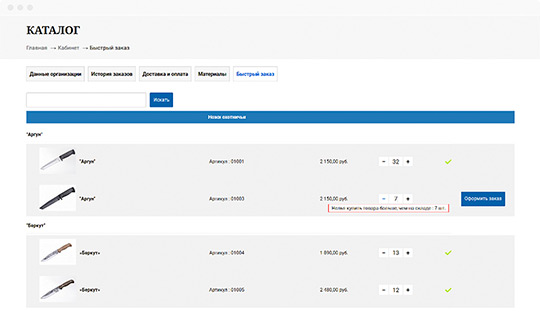 КАТАЛОГ
Главная → Кабинет → Быстрый заказ
Данные организации История заказов Доставка и оплата Материалы Быстрый заказ
Искать
Ножи охотничьи
"Аргун"
"Аргун" Артикул : 01001 2 150,00 руб. − 32 +
"Аргун" Артикул : 01003 2 150,00 руб. − 7 + Оформить заказ
Нельзя купить товара больше, чем на складе : 7 шт.
"Беркут"
«Беркут» Артикул : 01004 1 890,00 руб. − 13 +
«Беркут» Артикул : 01005 2 480,00 руб. − 12 +